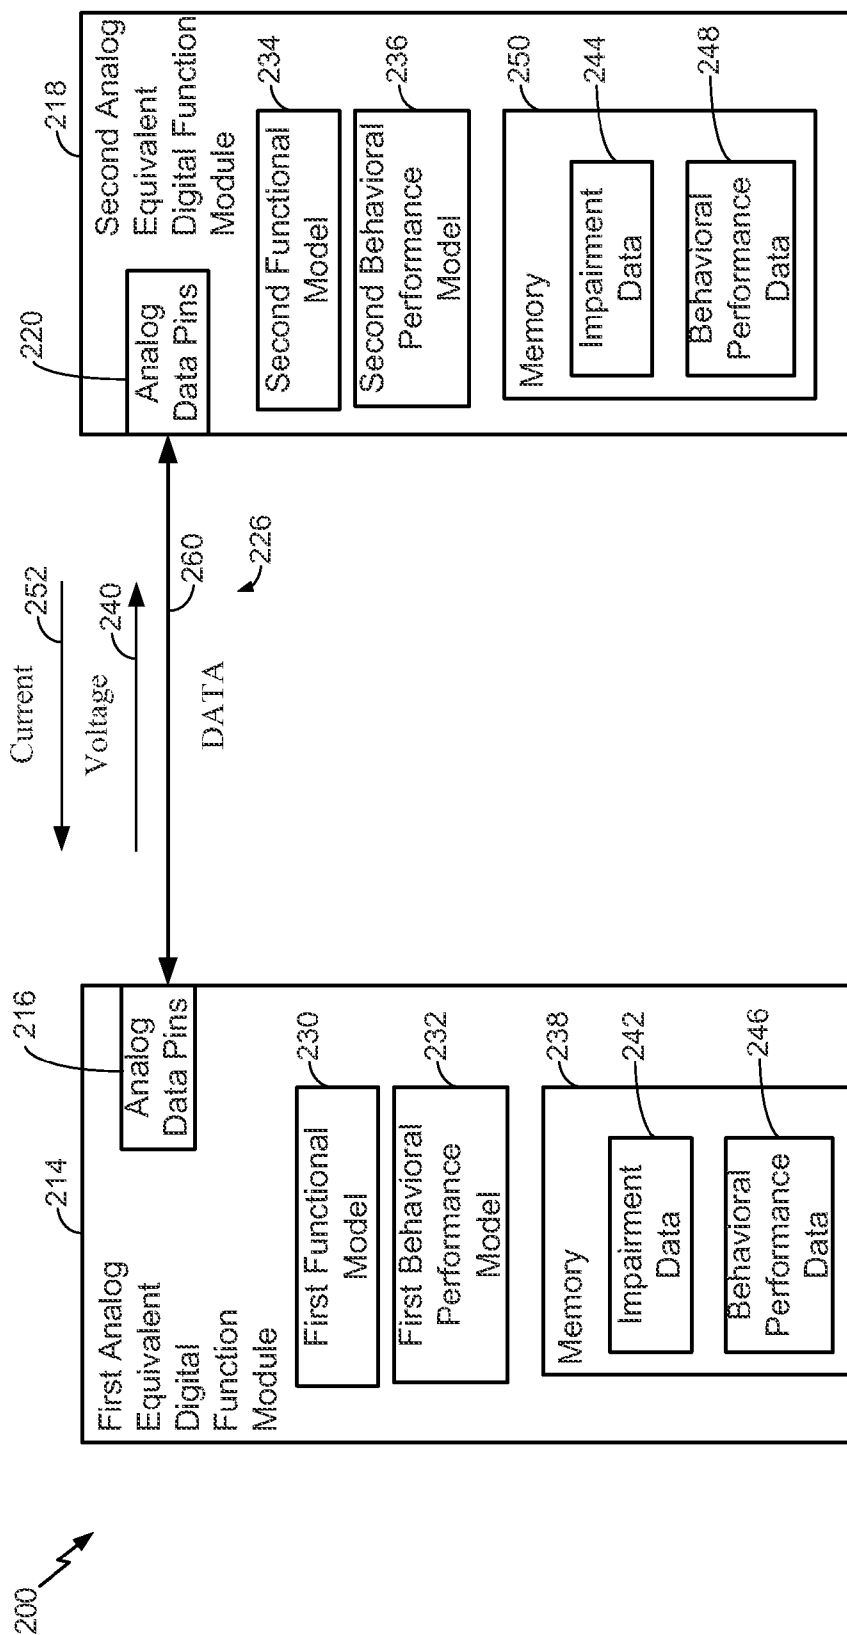 200
214
First Analog
Equivalent
Digital
Function
Module
216
Analog
Data Pins
First Functional
Model
230
First Behavioral
Performance
Model
232
Memory
238
Impairment
Data
242
Behavioral
Performance
Data
246
Current
252
Voltage
240
260
DATA
226
218
Second Analog
Equivalent
Digital Function
Module
220
Analog
Data Pins
Second Functional
Model
234
Second Behavioral
Performance
Model
236
Memory
250
Impairment
Data
244
Behavioral
Performance
Data
248